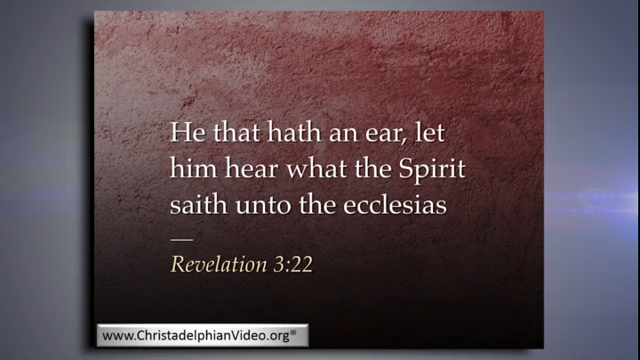 He that hath an ear, let
him hear what the Spirit
saith unto the ecclesias
—
Revelation 3:22
www.ChristadelphianVideo.org®